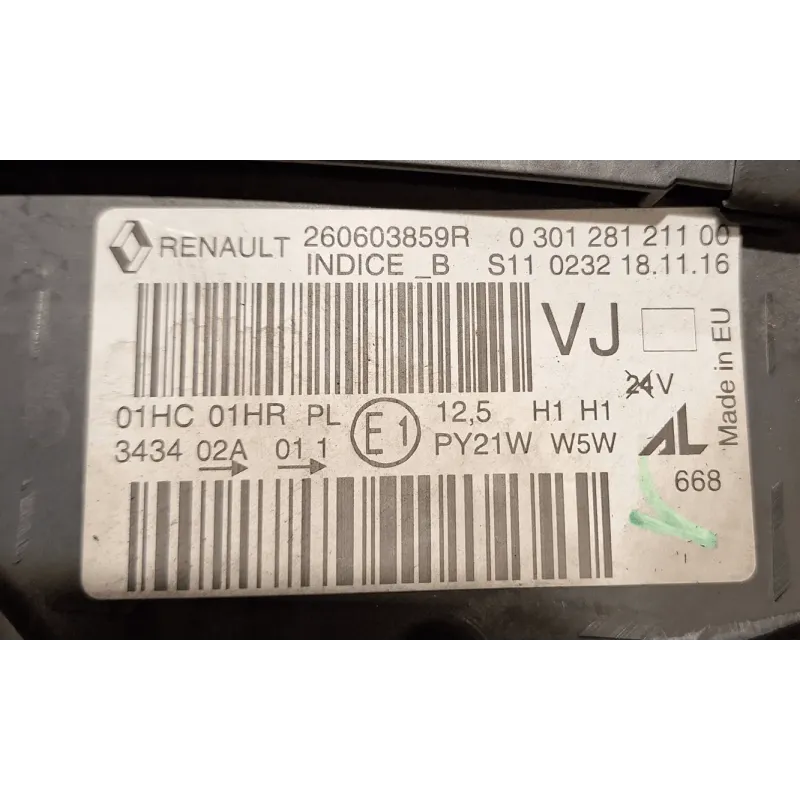 RENAULT 260603859R 0 301 281 211 00
INDICE _B S11 0232 18.11.16
VJ
24V
01HC 01HR PL E1 12,5 H1 H1
3434 02A 01 1 PY21W W5W
AL
668
Made in EU